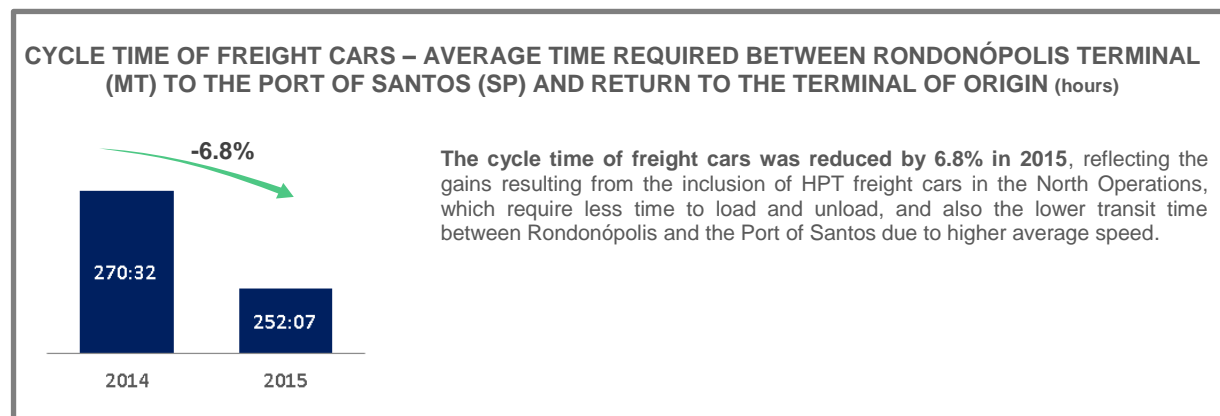 CYCLE TIME OF FREIGHT CARS – AVERAGE TIME REQUIRED BETWEEN RONDONÓPOLIS TERMINAL
(MT) TO THE PORT OF SANTOS (SP) AND RETURN TO THE TERMINAL OF ORIGIN (hours)
-6.8%
270:32
252:07
2014 2015
The cycle time of freight cars was reduced by 6.8% in 2015, reflecting the
gains resulting from the inclusion of HPT freight cars in the North Operations,
which require less time to load and unload, and also the lower transit time
between Rondonópolis and the Port of Santos due to higher average speed.